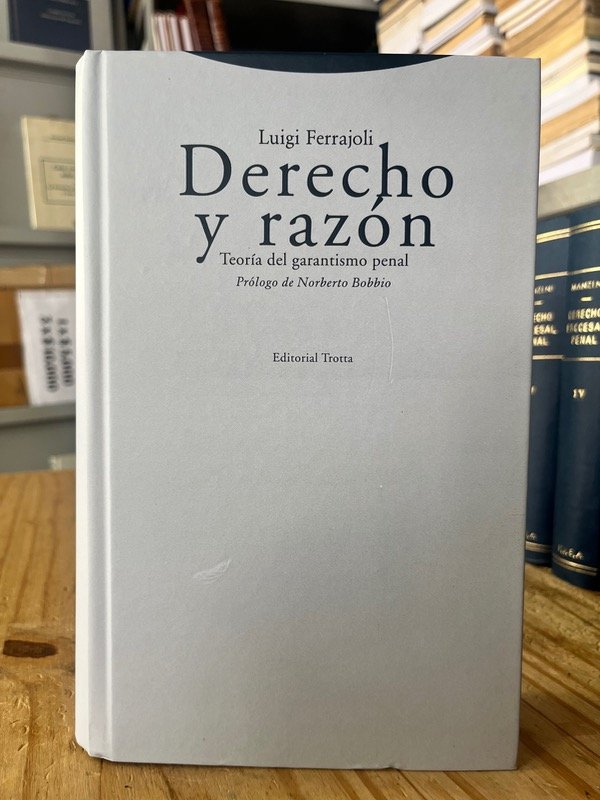 Luigi Ferrajoli
Derecho
y razón
Teoría del garantismo penal
Prólogo de Norberto Bobbio
Editorial Trotta
MANZINI
DERECHO
PROCESAL
PENAL
IV